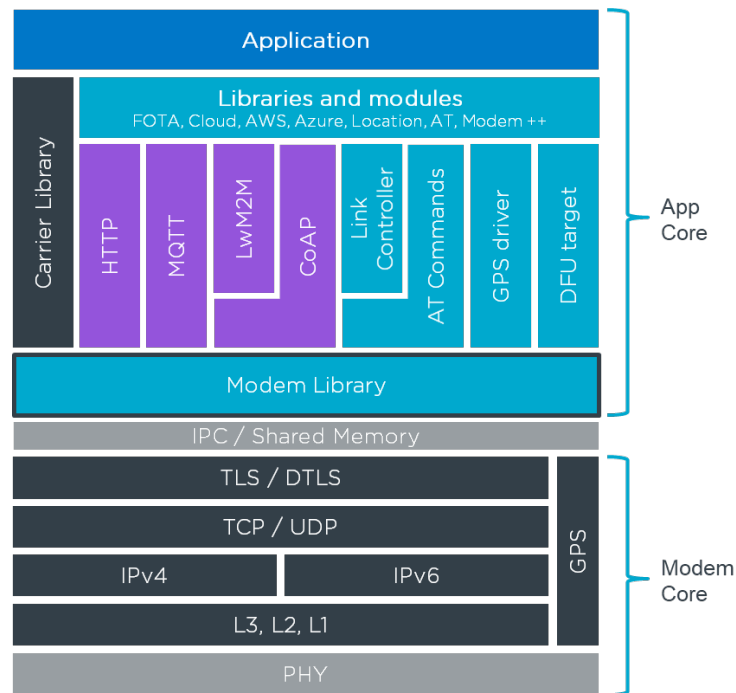 Application
Libraries and modules
FOTA, Cloud, AWS, Azure, Location, AT, Modem ++
Carrier Library
HTTP
MQTT
LwM2M
CoAP
Link
Controller
AT Commands
GPS driver
DFU target
App
Core
Modem Library
IPC / Shared Memory
TLS / DTLS
TCP / UDP
IPv4
IPv6
GPS
L3, L2, L1
Modem
Core
PHY